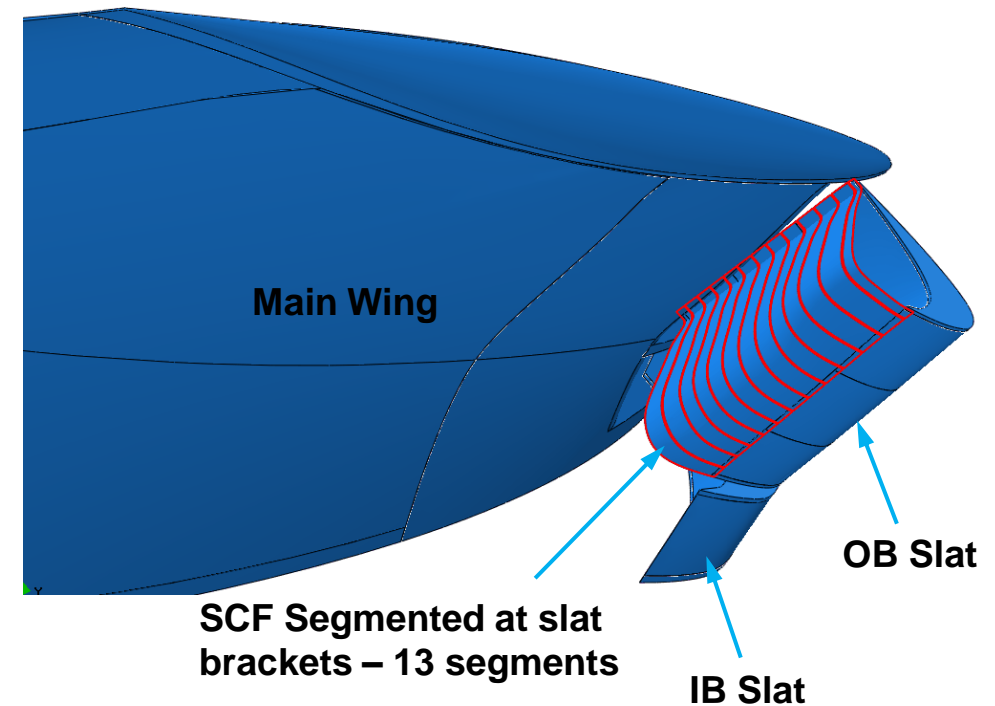 Main Wing
OB Slat
SCF Segmented at slat
brackets – 13 segments
IB Slat
Y